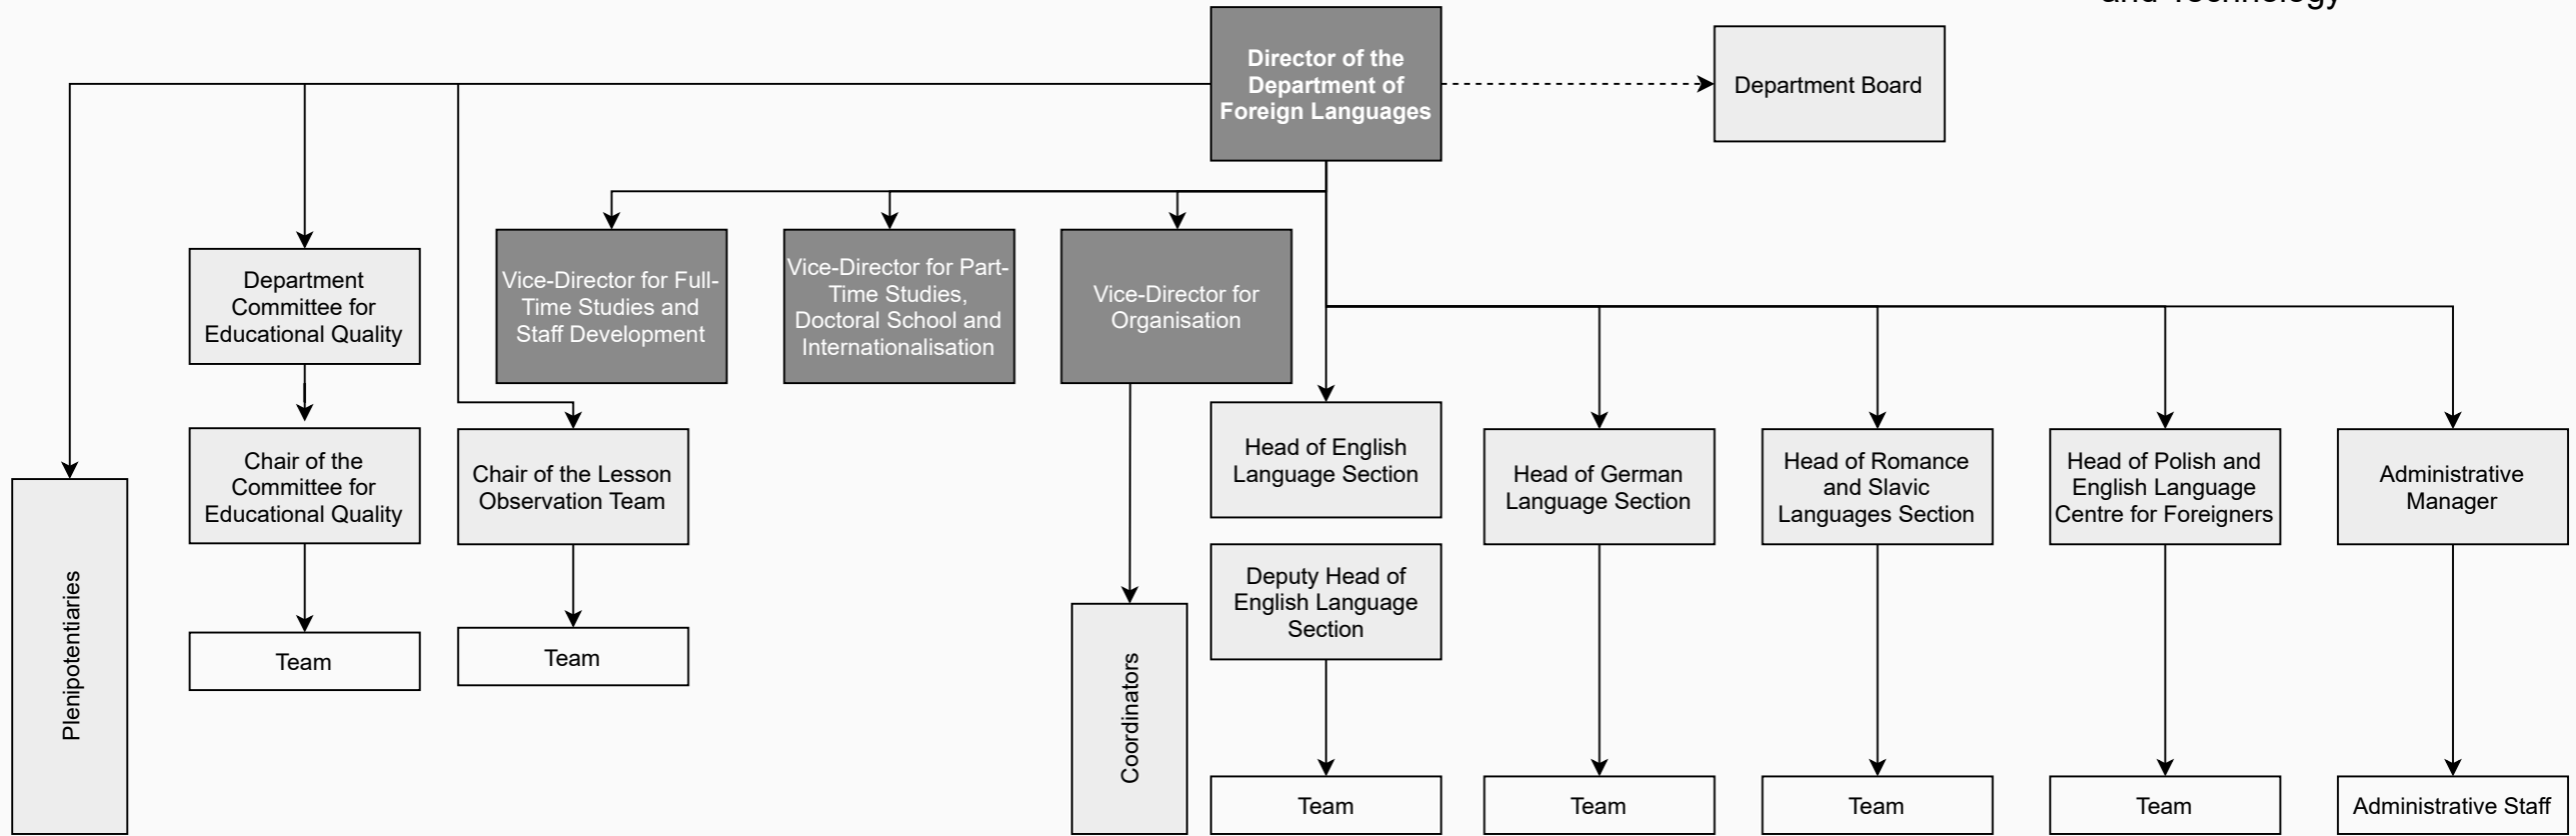 and Technology
Director of the
Department of
Foreign Languages
Department Board
Department
Committee for
Educational Quality
Vice-Director for Full-
Time Studies and
Staff Development
Vice-Director for Part-
Time Studies,
Doctoral School and
Internationalisation
Vice-Director for
Organisation
Chair of the
Committee for
Educational Quality
Chair of the Lesson
Observation Team
Head of English
Language Section
Head of German
Language Section
Head of Romance
and Slavic
Languages Section
Head of Polish and
English Language
Centre for Foreigners
Administrative
Manager
Plenipotentiaries
Deputy Head of
English Language
Section
Team
Team
Coordinators
Team
Team
Team
Team
Administrative Staff